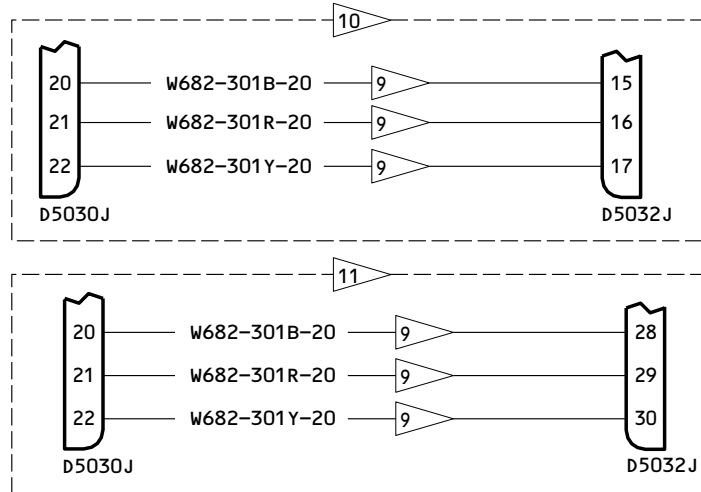 10
20 W682-301B-20 9 15
21 W682-301R-20 9 16
22 W682-301Y-20 9 17
D5030J D5032J
11
20 W682-301B-20 9 28
21 W682-301R-20 9 29
22 W682-301Y-20 9 30
D5030J D5032J